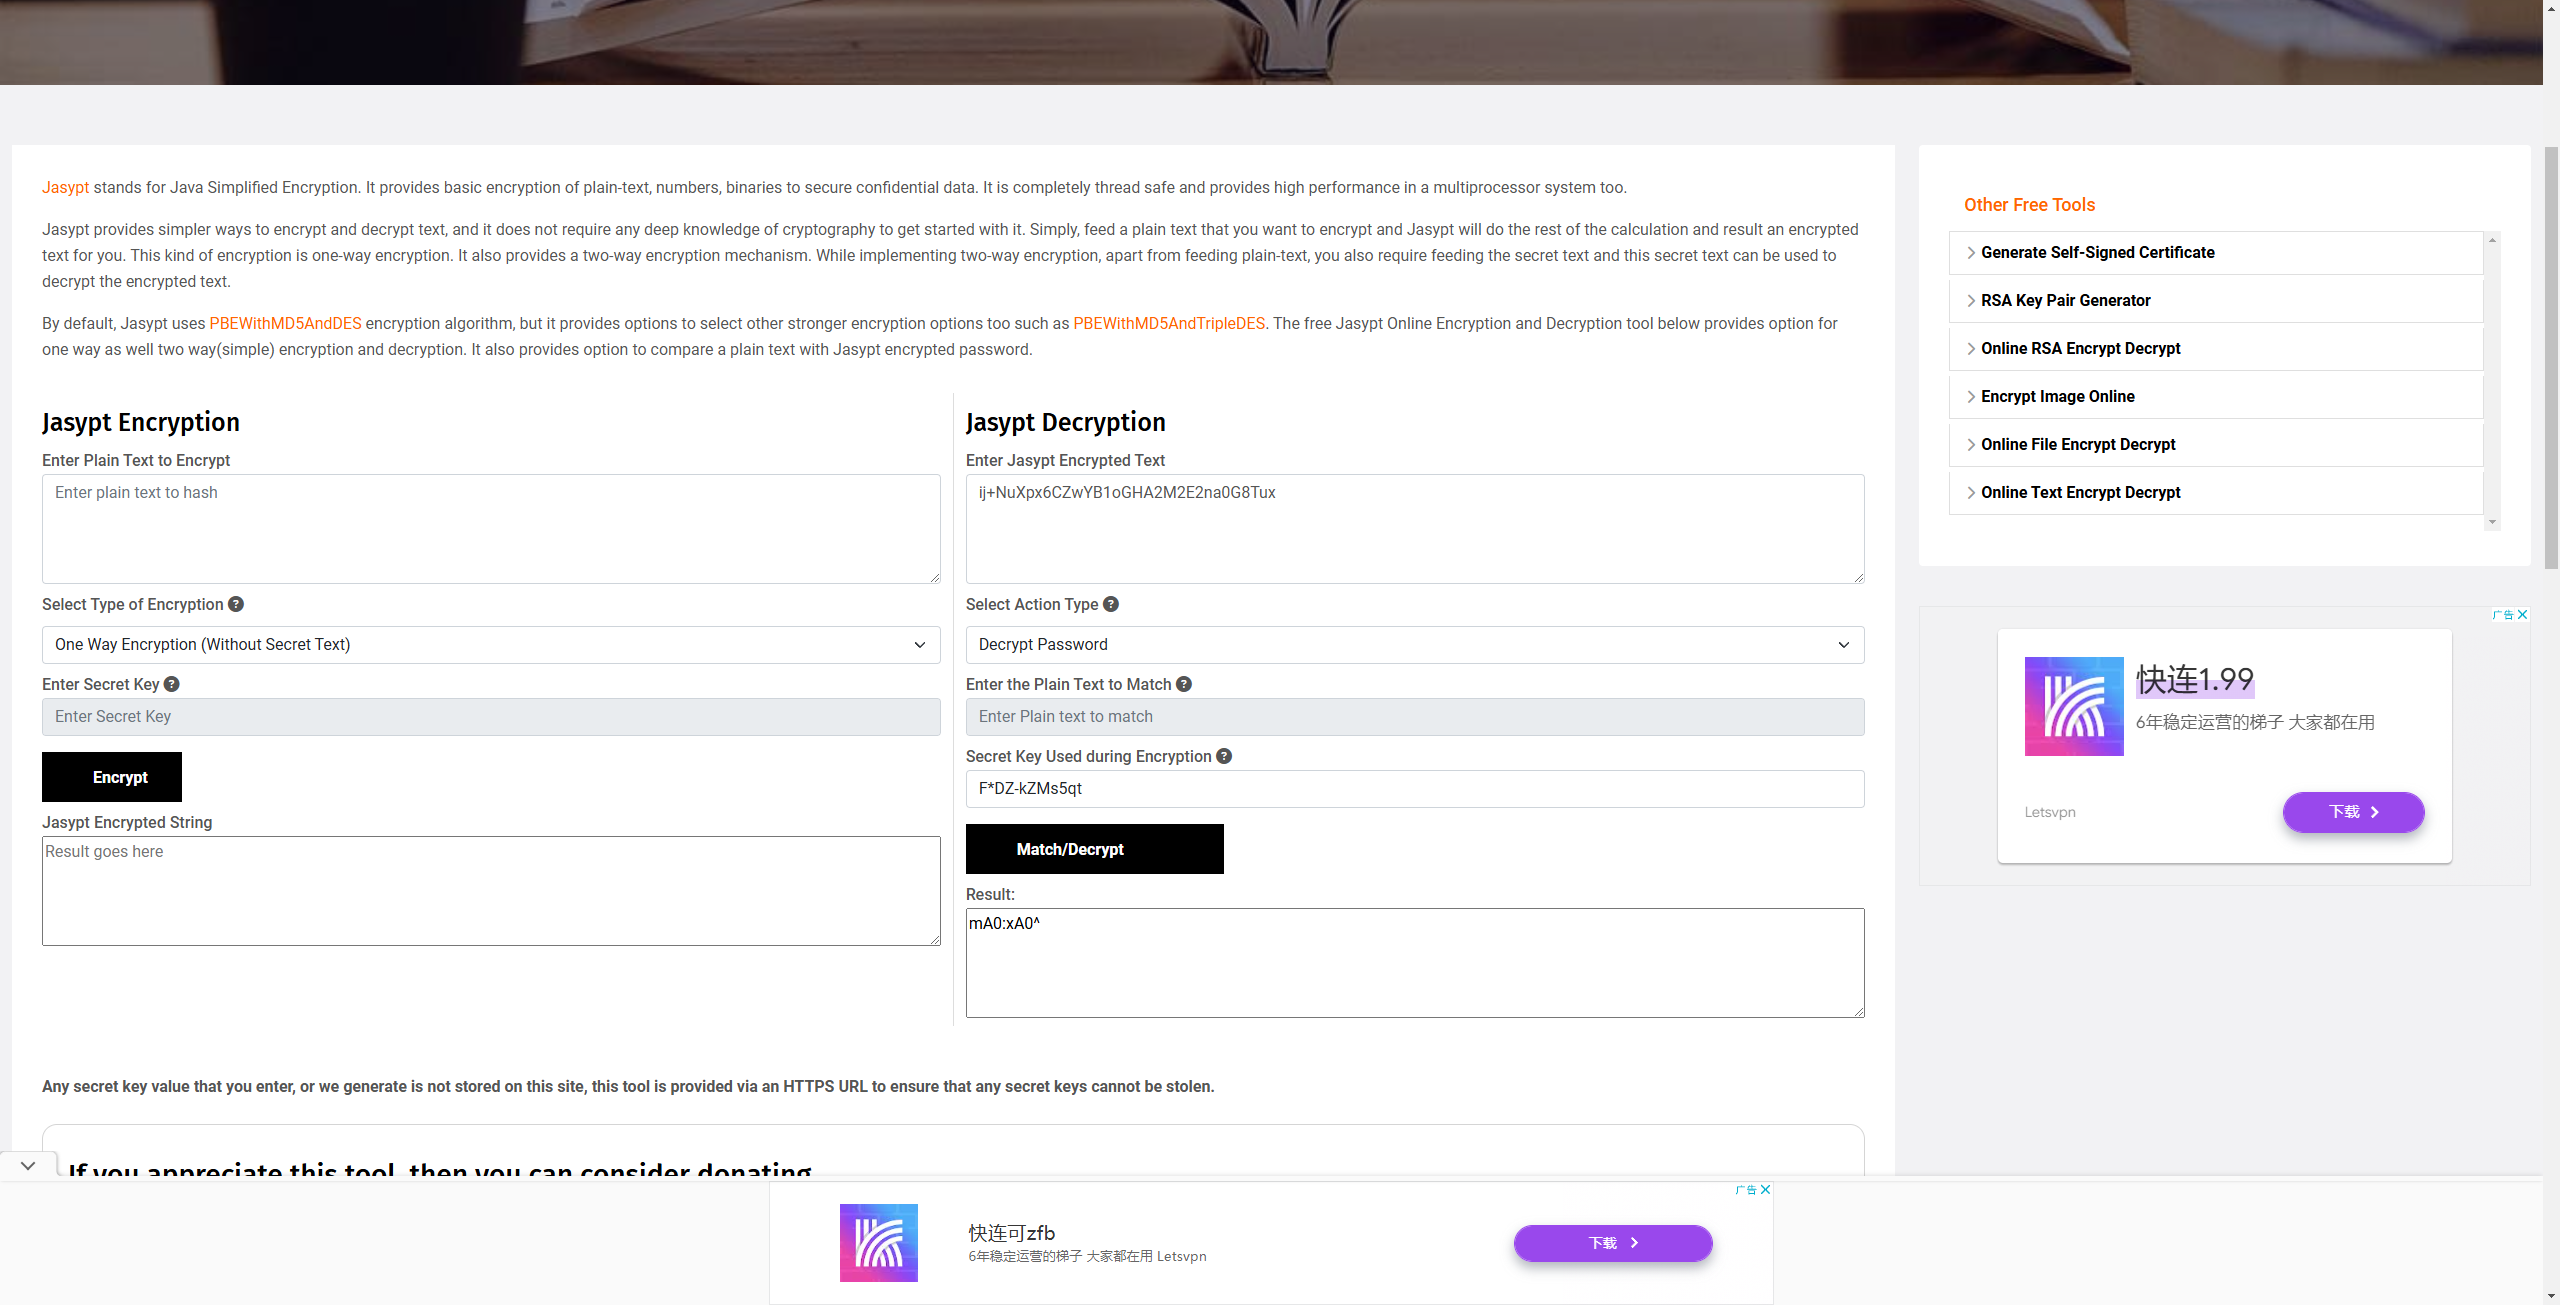 Jasypt stands for Java Simplified Encryption. It provides basic encryption of plain-text, numbers, binaries to secure confidential data. It is completely thread safe and provides high performance in a multiprocessor system too.
Jasypt provides simpler ways to encrypt and decrypt text, and it does not require any deep knowledge of cryptography to get started with it. Simply, feed a plain text that you want to encrypt and Jasypt will do the rest of the calculation and result an encrypted
text for you. This kind of encryption is one-way encryption. It also provides a two-way encryption mechanism. While implementing two-way encryption, apart from feeding plain-text, you also require feeding the secret text and this secret text can be used to
decrypt the encrypted text.
By default, Jasypt uses PBEWithMD5AndDES encryption algorithm, but it provides options to select other stronger encryption options too such as PBEWithMD5AndTripleDES. The free Jasypt Online Encryption and Decryption tool below provides option for
one way as well two way(simple) encryption and decryption. It also provides option to compare a plain text with Jasypt encrypted password.
Jasypt Encryption
Enter Plain Text to Encrypt
Enter plain text to hash
Select Type of Encryption ?
One Way Encryption (Without Secret Text)
Enter Secret Key ?
Enter Secret Key
Encrypt
Jasypt Encrypted String
Result goes here
Jasypt Decryption
Enter Jasypt Encrypted Text
ij+NuXpx6CZwYB1oGHA2M2E2na0G8Tux
Select Action Type ?
Decrypt Password
Enter the Plain Text to Match ?
Enter Plain text to match
Secret Key Used during Encryption ?
F*DZ-kZMs5qt
Match/Decrypt
Result:
mA0:xA0^
Any secret key value that you enter, or we generate is not stored on this site, this tool is provided via an HTTPS URL to ensure that any secret keys cannot be stolen.
If you appreciate this tool, then you can consider donating
Other Free Tools
Generate Self-Signed Certificate
RSA Key Pair Generator
Online RSA Encrypt Decrypt
Encrypt Image Online
Online File Encrypt Decrypt
Online Text Encrypt Decrypt
广告
快连1.99
6年稳定运营的梯子 大家都在用
Letsvpn
下载
广告
快连可zfb
6年稳定运营的梯子 大家都在用 Letsvpn
下载